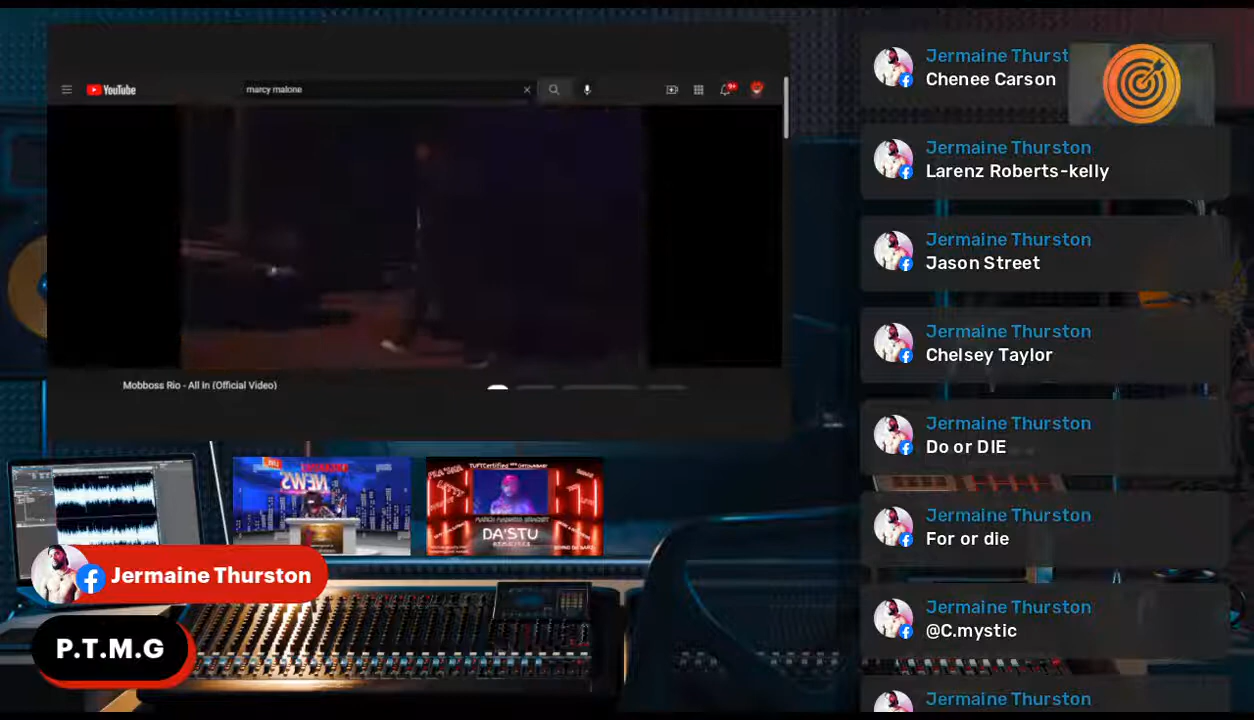 YouTube
marcy malone
9+
Mobboss Rio - All In (Official Video)
Jermaine Thurst
Chenee Carson
Jermaine Thurston
Larenz Roberts-kelly
Jermaine Thurston
Jason Street
Jermaine Thurston
Chelsey Taylor
Jermaine Thurston
Do or DIE
Jermaine Thurston
For or die
Jermaine Thurston
@C.mystic
Jermaine Thurston
NEWS
DA'STU
Jermaine Thurston
P.T.M.G